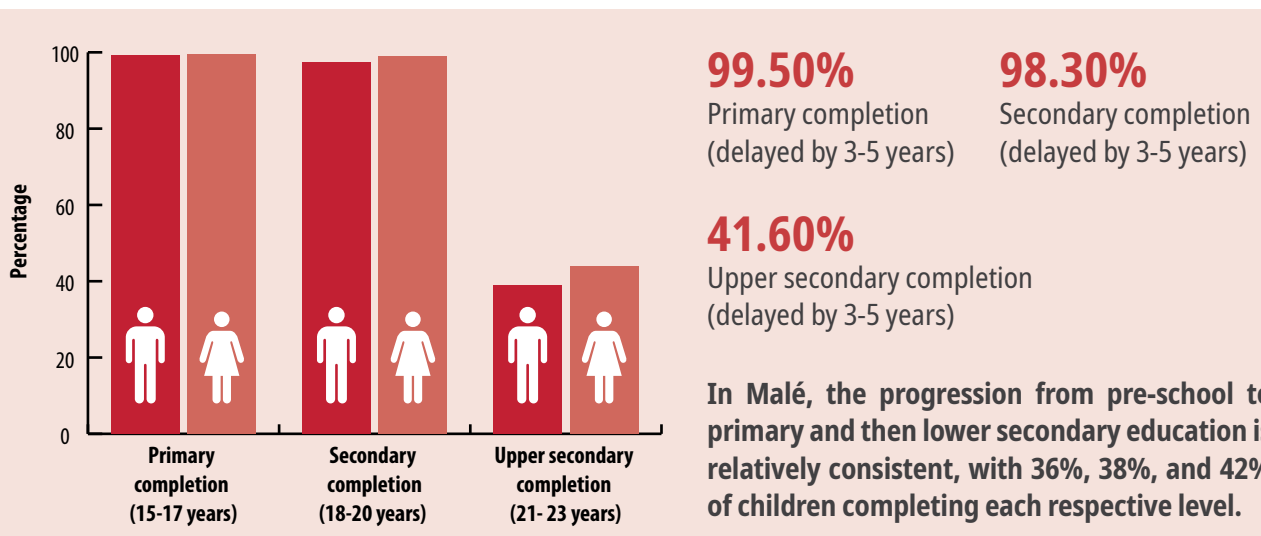 100
80
60
40
20
0
Percentage
Primary
completion
(15-17 years)
Secondary
completion
(18-20 years)
Upper secondary
completion
(21- 23 years)
99.50%
Primary completion
(delayed by 3-5 years)
98.30%
Secondary completion
(delayed by 3-5 years)
41.60%
Upper secondary completion
(delayed by 3-5 years)
In Malé, the progression from pre-school
primary and then lower secondary education
relatively consistent, with 36%, 38%, and 42%
of children completing each respective level.